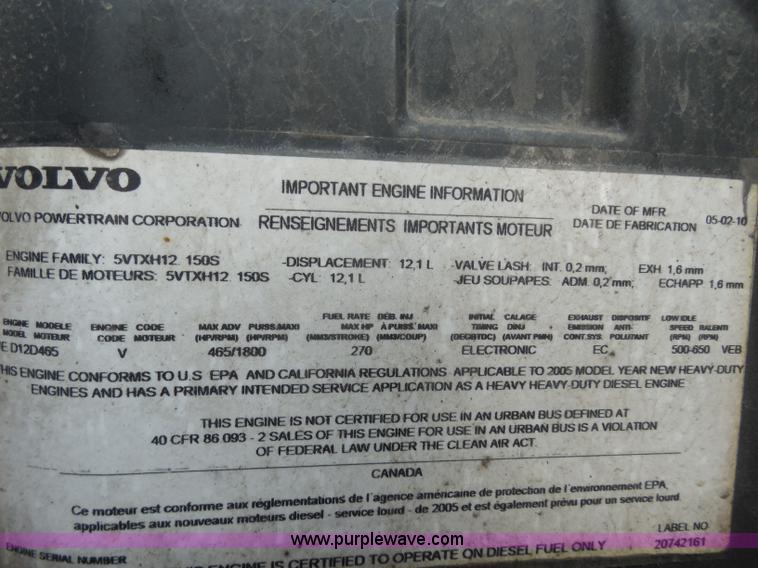 VOLVO
IMPORTANT ENGINE INFORMATION
DATE OF MFR. 05-02-10
VOLVO POWERTRAIN CORPORATION RENSEIGNEMENTS IMPORTANTS MOTEUR DATE DE FABRICATION
ENGINE FAMILY: 5VTXH12. 150S -DISPLACEMENT: 12,1 L -VALVE LASH: INT. 0,2 mm; EXH 1,6 mm
FAMILLE DE MOTEURS: 5VTXH12. 150S -CYL: 12,1 L -JEU SOUPAPES: ADM. 0,2 mm; ECHAPP 1,6 mm
FUEL RATE DÉB. INJ INITIAL CALAGE EXHAUST DISPOSITIF LOW IDLE
ENGINE MODELE ENGINE CODE MAX ADV PUISS.MAXI MAX HP A PUISS. MAXI TIMING DINJ EMISSION ANTI- SPEED RALENTI
MODEL MOTEUR CODE MOTEUR (HP/RPM) (HP/RPM) (MM3/STROKE) (MM3/COUP) (DEGBTDC) (AVANT PMH) CONT.SYS. POLLUTANT (RPM) (RPM)
VE D12D465 V 465/1800 270 ELECTRONIC EC 500-650 VEB
THIS ENGINE CONFORMS TO U.S EPA AND CALIFORNIA REGULATIONS APPLICABLE TO 2005 MODEL YEAR NEW HEAVY-DUTY
ENGINES AND HAS A PRIMARY INTENDED SERVICE APPLICATION AS A HEAVY HEAVY-DUTY DIESEL ENGINE
THIS ENGINE IS NOT CERTIFIED FOR USE IN AN URBAN BUS DEFINED AT
40 CFR 86.093 - 2 SALES OF THIS ENGINE FOR USE IN AN URBAN BUS IS A VIOLATION
OF FEDERAL LAW UNDER THE CLEAN AIR ACT.
CANADA
Ce moteur est conforme aux réglementations de l'agence américaine de protection de l'environnement EPA,
applicables aux nouveaux moteurs diesel - service lourd - de 2005 et est également prévu pour un service lourd.
LABEL NO
ENGINE SERIAL NUMBER THIS ENGINE IS CERTIFIED TO OPERATE ON DIESEL FUEL ONLY 20742161
www.purplewave.com